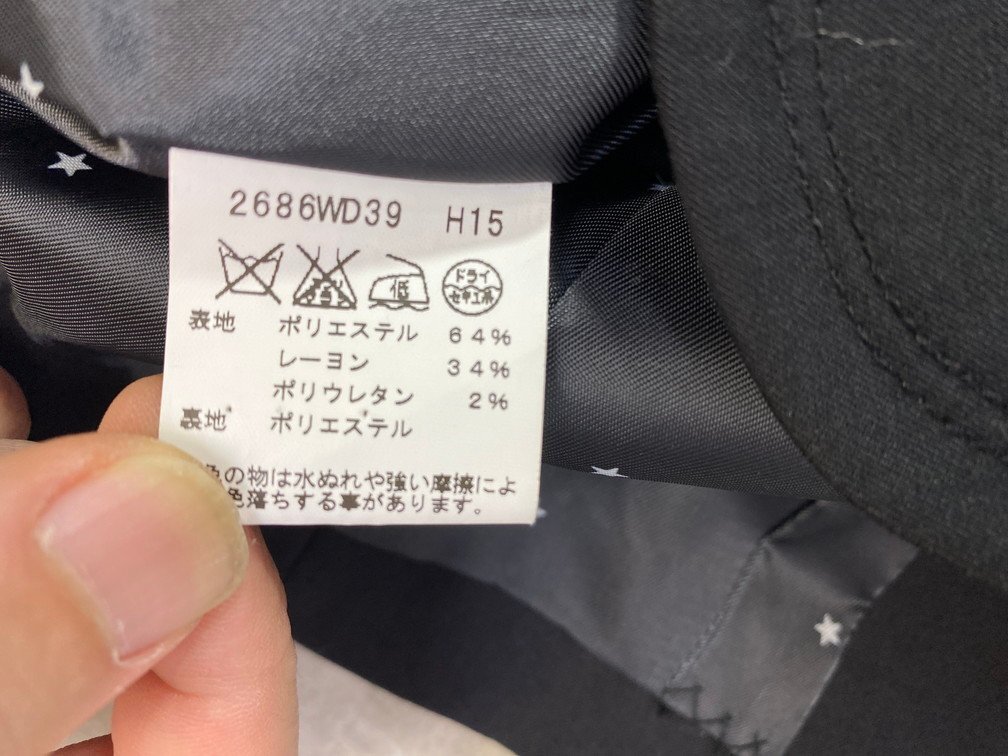 2686WD39 H15
低 ドライ セキユ系
表地 ポリエステル 64%
レーヨン 34%
ポリウレタン 2%
裏地 ポリエステル
色の物は水ぬれや強い摩擦によ
色落ちする事があります。